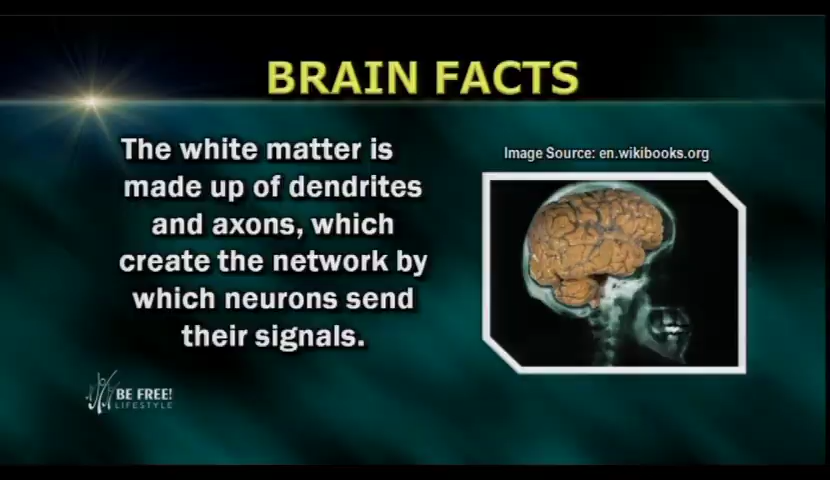 BRAIN FACTS
The white matter is
made up of dendrites
and axons, which
create the network by
which neurons send
their signals.
Image Source: en.wikibooks.org
BE FREE!
LIFESTYLE